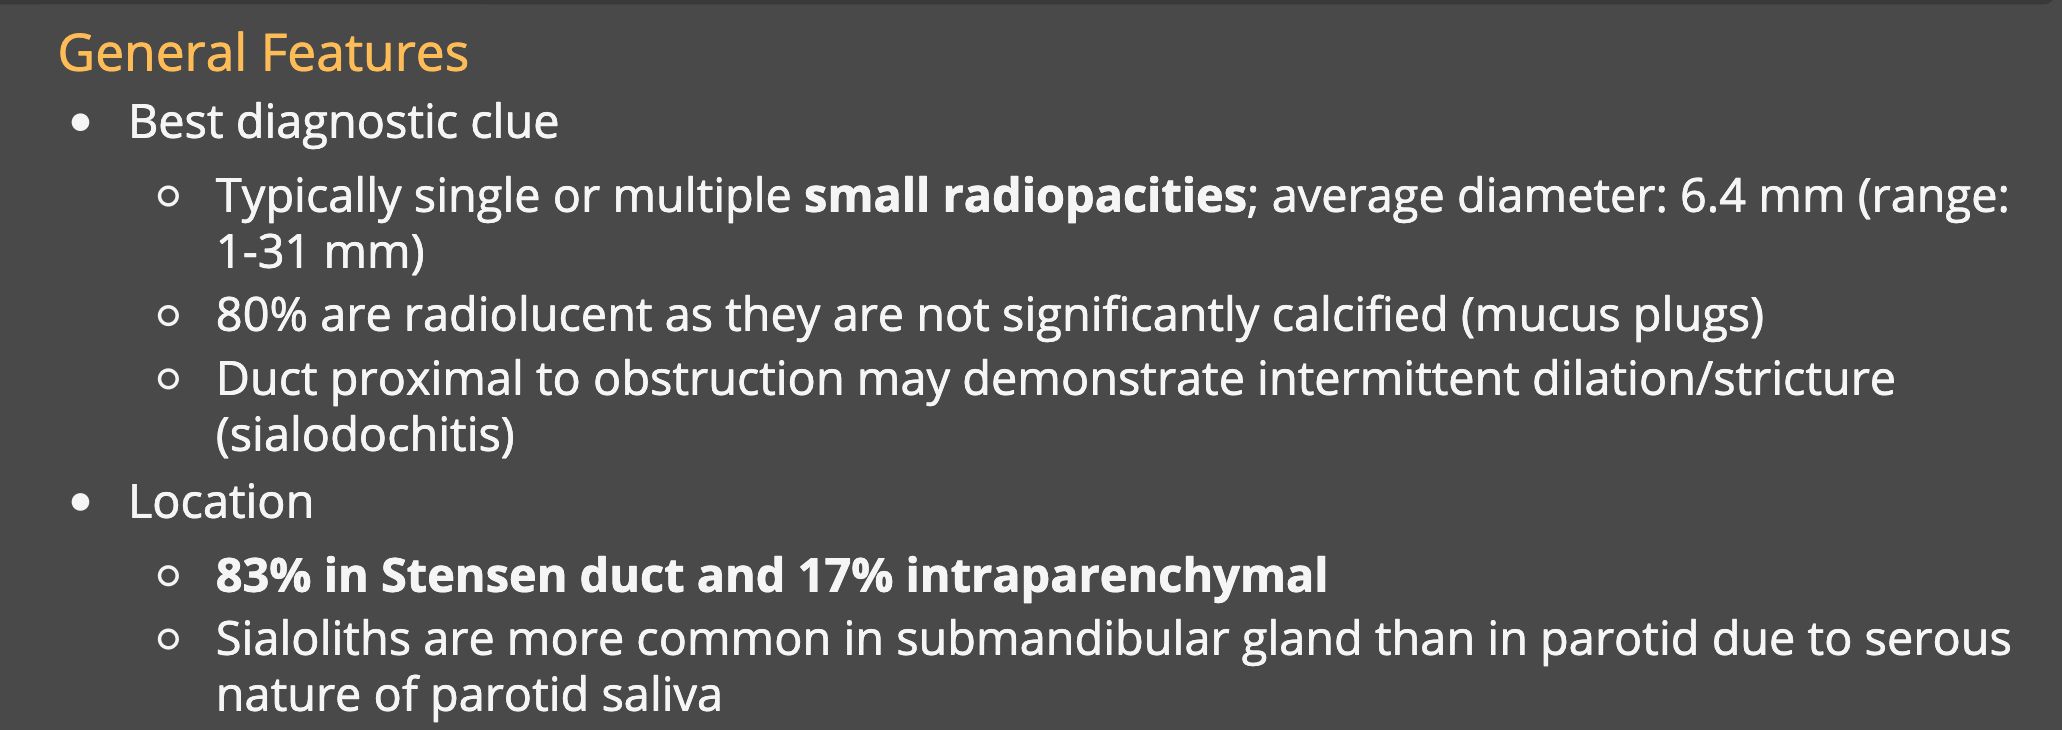 General Features
• Best diagnostic clue
○ Typically single or multiple small radiopacities; average diameter: 6.4 mm (range:
1-31 mm)
○ 80% are radiolucent as they are not significantly calcified (mucus plugs)
○ Duct proximal to obstruction may demonstrate intermittent dilation/stricture
(sialodochitis)
• Location
○ 83% in Stensen duct and 17% intraparenchymal
○ Sialoliths are more common in submandibular gland than in parotid due to serous
nature of parotid saliva